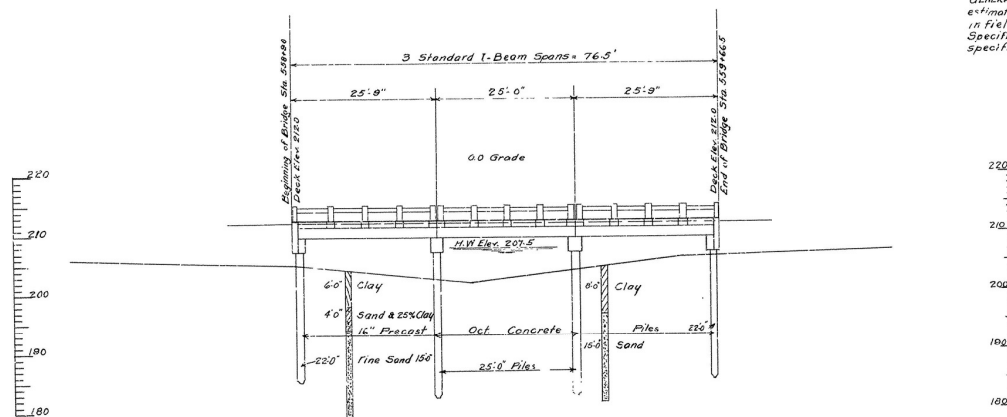 estimat
in fiel
Specifi
specifi
3 Standard I-Beam Spans = 76.5'
25'-9"
25'-0"
25'-9"
Beginning of Bridge Sta. 558+90
Deck Elev. 212.0
Deck Elev. 212.0
End of Bridge Sta. 559+66.5
0.0 Grade
220
210
200
190
180
220
210
200
190
180
H.W Elev. 207.5
6'-0" Clay
4'-0" Sand & 25% Clay
8'-0" Clay
16" Precast Oct. Concrete Piles 22'-0"
22'-0" Fine Sand 15'-0"
15'-0" Sand
25'-0" Piles